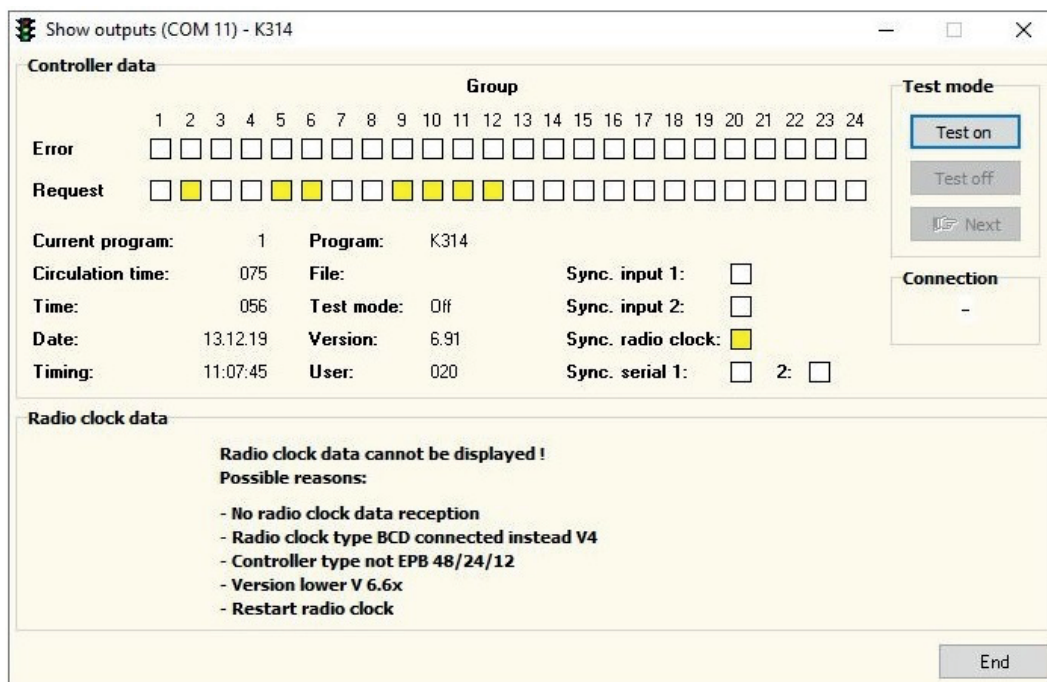 Show outputs (COM 11) - K314
Controller data
Group
1 2 3 4 5 6 7 8 9 10 11 12 13 14 15 16 17 18 19 20 21 22 23 24
Error
Request
Current program: 1 Program: K314
Circulation time: 075 File: Sync. input 1:
Time: 056 Test mode: Off Sync. input 2:
Date: 13.12.19 Version: 6.91 Sync. radio clock:
Timing: 11:07:45 User: 020 Sync. serial 1: 2:
Test mode
Test on
Test off
Next
Connection
-
Radio clock data
Radio clock data cannot be displayed !
Possible reasons:
- No radio clock data reception
- Radio clock type BCD connected instead V4
- Controller type not EPB 48/24/12
- Version lower V 6.6x
- Restart radio clock
End